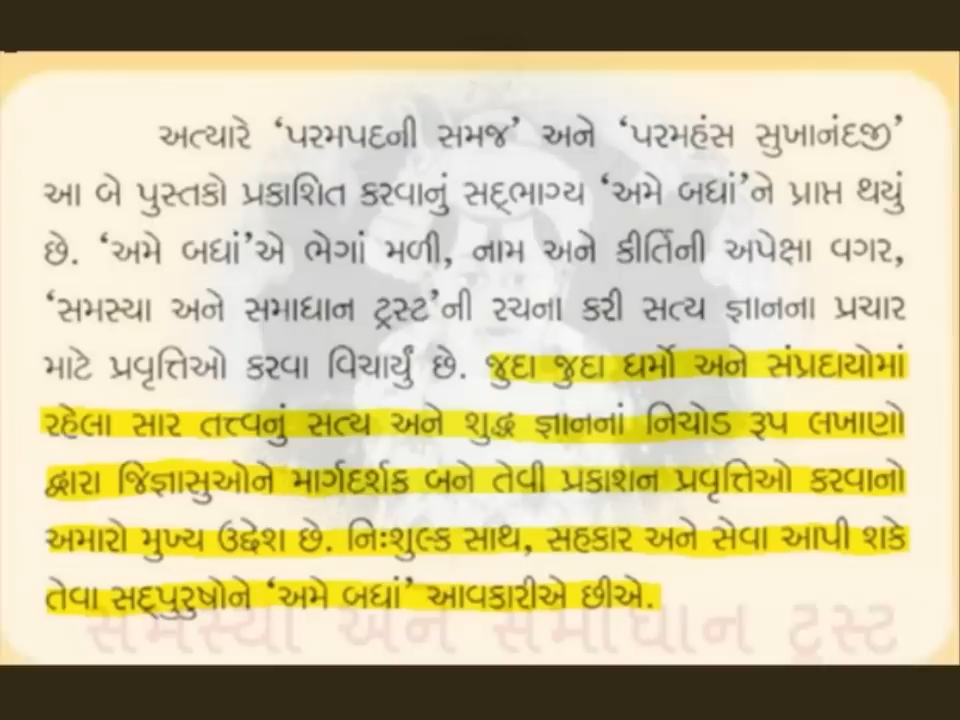 અત્યારે ‘પરમપદની સમજ’ અને ‘પરમહંસ સુખાનંદજી’
આ બે પુસ્તકો પ્રકાશિત કરવાનું સદ્ભાગ્ય ‘અમે બધાં’ને પ્રાપ્ત થયું
છે. ‘અમે બધાં’એ ભેગાં મળી, નામ અને કીર્તિની અપેક્ષા વગર,
‘સમસ્યા અને સમાધાન ટ્રસ્ટ’ની રચના કરી સત્ય જ્ઞાનના પ્રચાર
માટે પ્રવૃત્તિઓ કરવા વિચાર્યું છે. જુદા જુદા ધર્મો અને સંપ્રદાયોમાં
રહેલા સાર તત્ત્વનું સત્ય અને શુદ્ધ જ્ઞાનનાં નિચોડ રૂપ લખાણો
દ્વારા જિજ્ઞાસુઓને માર્ગદર્શક બને તેવી પ્રકાશન પ્રવૃત્તિઓ કરવાનો
અમારો મુખ્ય ઉદ્દેશ છે. નિઃશુલ્ક સાથ, સહકાર અને સેવા આપી શકે
તેવા સદ્પુરુષોને ‘અમે બધાં’ આવકારીએ છીએ.
સમસ્યા અને સમાધાન ટ્રસ્ટ